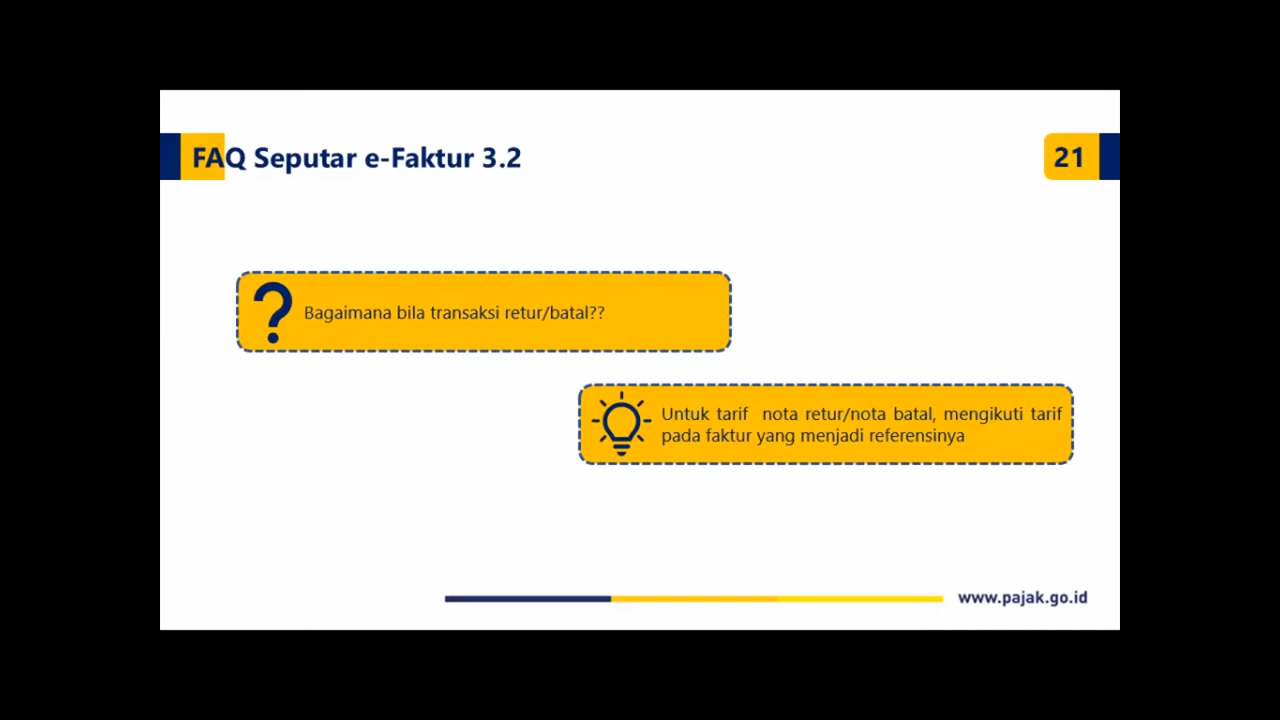 FAQ Seputar e-Faktur 3.2
21
Bagaimana bila transaksi retur/batal??
Untuk tarif nota retur/nota batal, mengikuti tarif
pada faktur yang menjadi referensinya
www.pajak.go.id